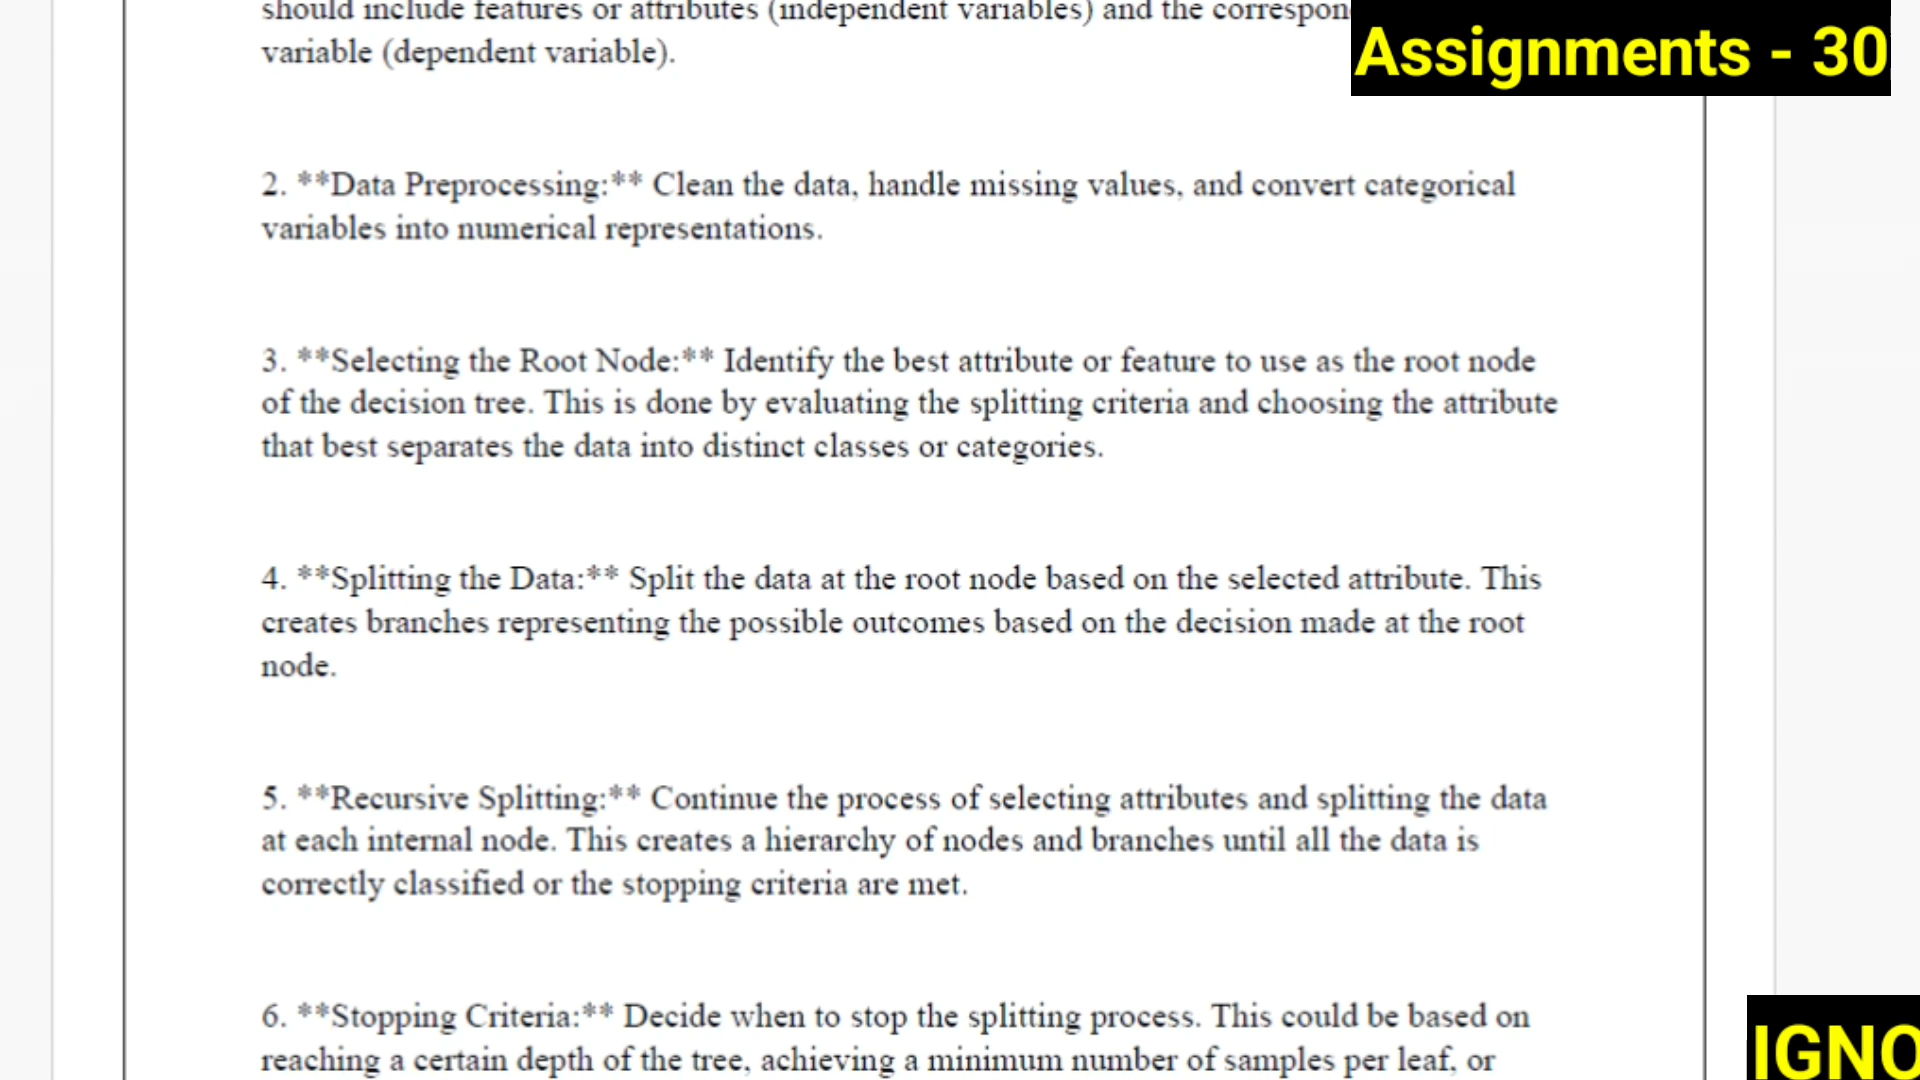 should include features or attributes (independent variables) and the correspon
variable (dependent variable).
Assignments - 30
2. **Data Preprocessing:** Clean the data, handle missing values, and convert categorical
variables into numerical representations.
3. **Selecting the Root Node:** Identify the best attribute or feature to use as the root node
of the decision tree. This is done by evaluating the splitting criteria and choosing the attribute
that best separates the data into distinct classes or categories.
4. **Splitting the Data:** Split the data at the root node based on the selected attribute. This
creates branches representing the possible outcomes based on the decision made at the root
node.
5. **Recursive Splitting:** Continue the process of selecting attributes and splitting the data
at each internal node. This creates a hierarchy of nodes and branches until all the data is
correctly classified or the stopping criteria are met.
6. **Stopping Criteria:** Decide when to stop the splitting process. This could be based on
reaching a certain depth of the tree, achieving a minimum number of samples per leaf, or
IGNO